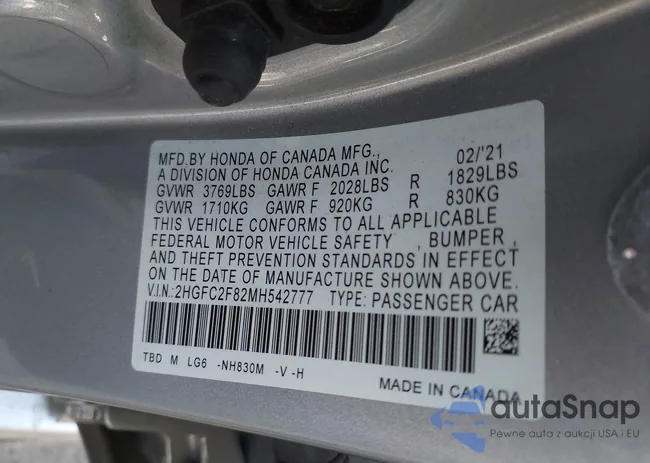 MFD.BY HONDA OF CANADA MFG., 02/'21
A DIVISION OF HONDA CANADA INC.
GVWR 3769LBS GAWR F 2028LBS R 1829LBS
GVWR 1710KG GAWR F 920KG R 830KG
THIS VEHICLE CONFORMS TO ALL APPLICABLE
FEDERAL MOTOR VEHICLE SAFETY , BUMPER ,
AND THEFT PREVENTION STANDARDS IN EFFECT
ON THE DATE OF MANUFACTURE SHOWN ABOVE.
V.I.N.: 2HGFC2F82MH542777 TYPE: PASSENGER CAR
TBD M LG6 -NH830M -V -H
MADE IN CANADA
autaSnap
Pewne auta z aukcji USA i EU